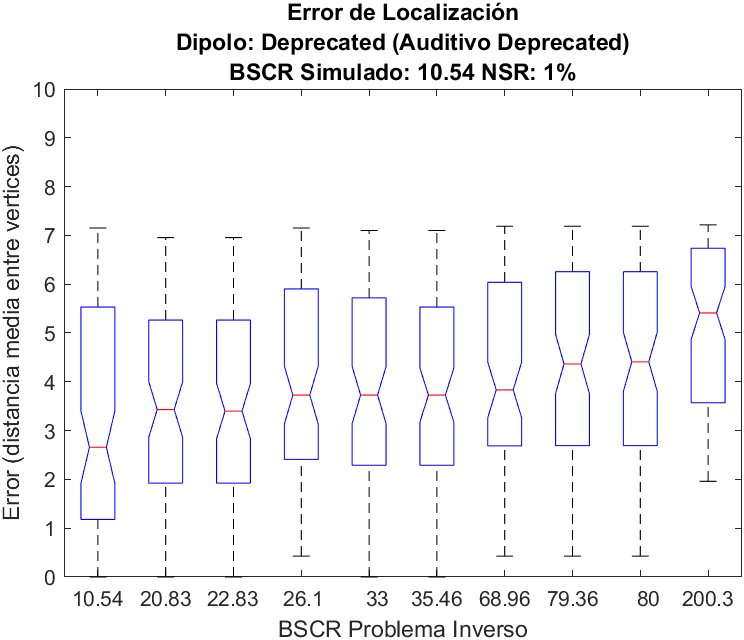 Error de Localización
Dipolo: Deprecated (Auditivo Deprecated)
BSCR Simulado: 10.54 NSR: 1%
Error (distancia media entre vertices)
10
9
8
7
6
5
4
3
2
1
0
10.54 20.83 22.83 26.1 33 35.46 68.96 79.36 80 200.3
BSCR Problema Inverso